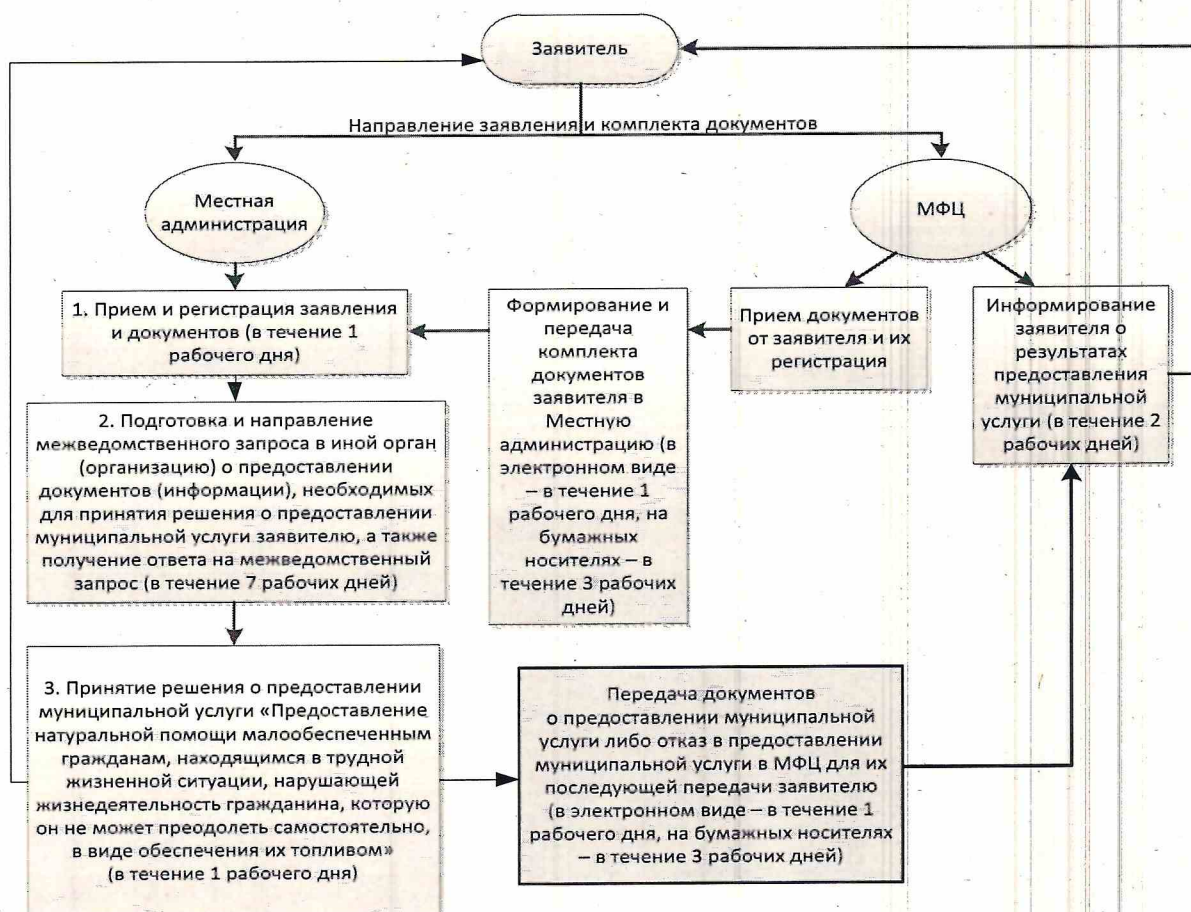 Заявитель
Направление заявления и комплекта документов
Местная
администрация
МФЦ
1. Прием и регистрация заявления
и документов (в течение 1
рабочего дня)
Формирование и
передача
комплекта
документов
заявителя в
Местную
администрацию (в
электронном виде
– в течение 1
рабочего дня, на
бумажных
носителях – в
течение 3 рабочих
дней)
Прием документов
от заявителя и их
регистрация
Информирование
заявителя о
результатах
предоставления
муниципальной
услуги (в течение 2
рабочих дней)
2. Подготовка и направление
межведомственного запроса в иной орган
(организацию) о предоставлении
документов (информации), необходимых
для принятия решения о предоставлении
муниципальной услуги заявителю, а также
получение ответа на межведомственный
запрос (в течение 7 рабочих дней)
3. Принятие решения о предоставлении
муниципальной услуги «Предоставление
натуральной помощи малообеспеченным
гражданам, находящимся в трудной
жизненной ситуации, нарушающей
жизнедеятельность гражданина, которую
он не может преодолеть самостоятельно,
в виде обеспечения их топливом»
(в течение 1 рабочего дня)
Передача документов
о предоставлении муниципальной
услуги либо отказ в предоставлении
муниципальной услуги в МФЦ для их
последующей передачи заявителю
(в электронном виде – в течение 1
рабочего дня, на бумажных носителях
– в течение 3 рабочих дней)